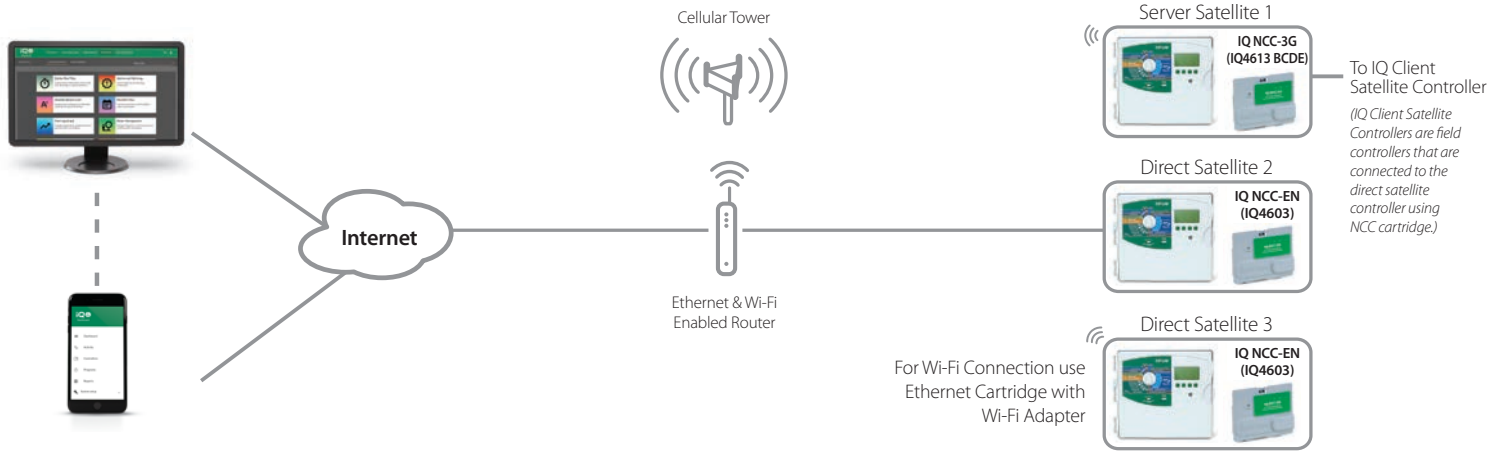 Cellular Tower
Server Satellite 1
IQ NCC-3G
(IQ4613 BCDE)
To IQ Client
Satellite Controller
(IQ Client Satellite
Controllers are field
controllers that are
connected to the
direct satellite
controller using
NCC cartridge.)
Direct Satellite 2
IQ NCC-EN
(IQ4603)
Internet
Ethernet & Wi-Fi
Enabled Router
Direct Satellite 3
IQ NCC-EN
(IQ4603)
For Wi-Fi Connection use
Ethernet Cartridge with
Wi-Fi Adapter